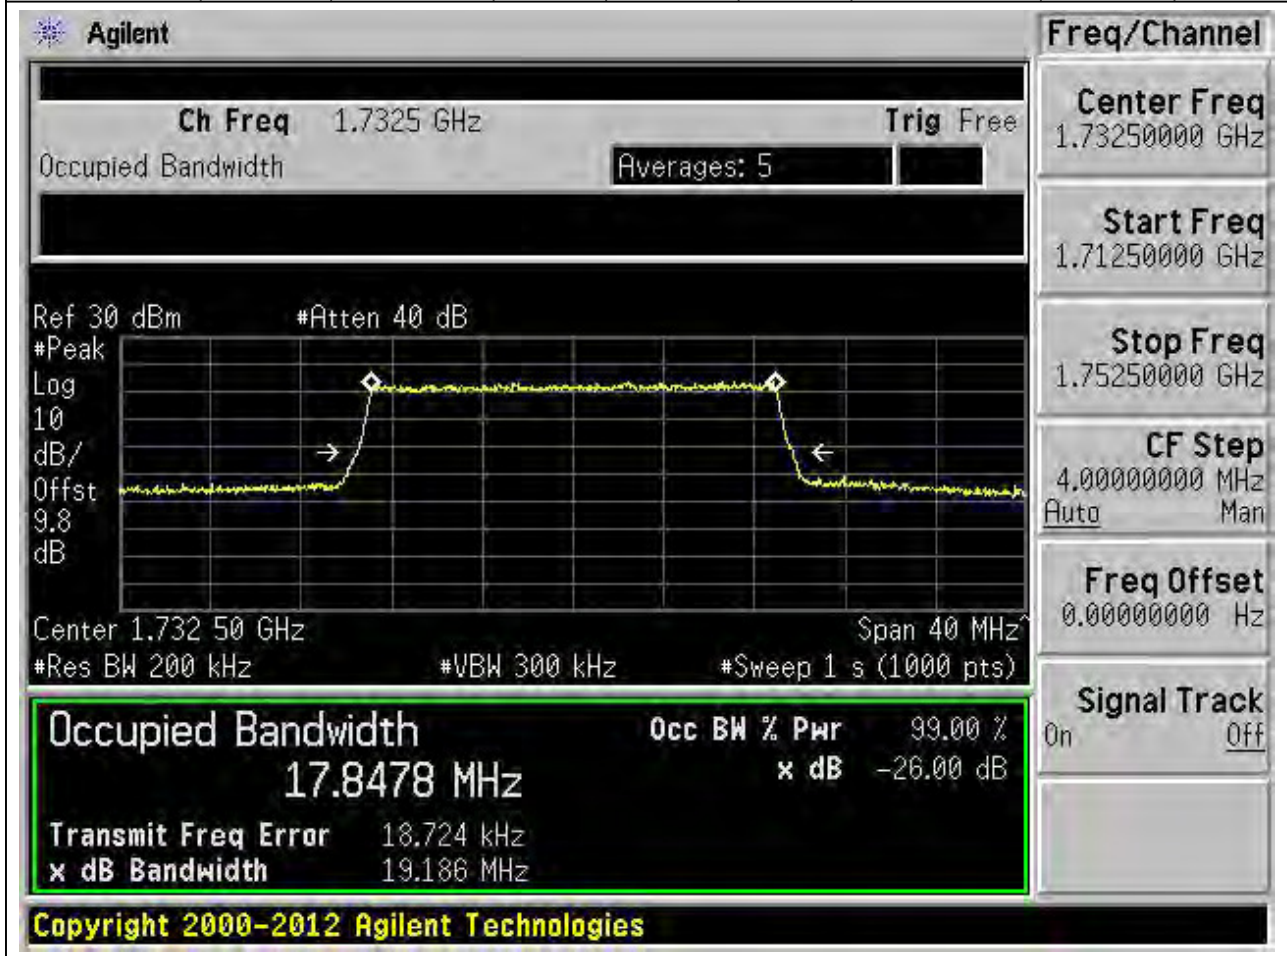 Agilent
Freq/Channel
Ch Freq 1.7325 GHz Trig Free
Occupied Bandwidth Averages: 5
Center Freq
1.73250000 GHz
Start Freq
1.71250000 GHz
Stop Freq
1.75250000 GHz
CF Step
4.00000000 MHz
Auto Man
Freq Offset
0.00000000 Hz
Signal Track
On Off
Ref 30 dBm #Atten 40 dB
#Peak
Log
10
dB/
Offst
9.8
dB
Center 1.732 50 GHz Span 40 MHz^
#Res BW 200 kHz #VBW 300 kHz #Sweep 1 s (1000 pts)
Occupied Bandwidth
17.8478 MHz
Occ BW % Pwr 99.00 %
x dB -26.00 dB
Transmit Freq Error 18.724 kHz
x dB Bandwidth 19.186 MHz
Copyright 2000-2012 Agilent Technologies